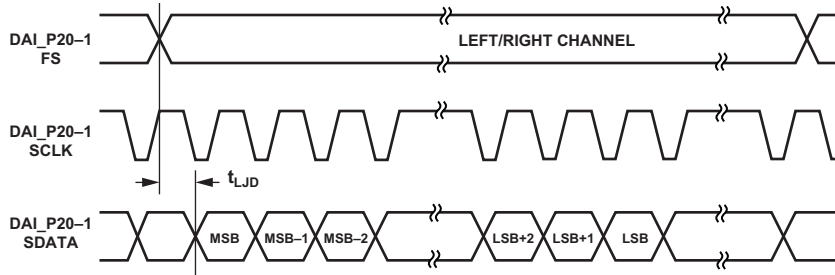 DAI_P20–1
FS
LEFT/RIGHT CHANNEL
DAI_P20–1
SCLK
tLJD
DAI_P20–1
SDATA
MSB
MSB–1
MSB–2
LSB+2
LSB+1
LSB